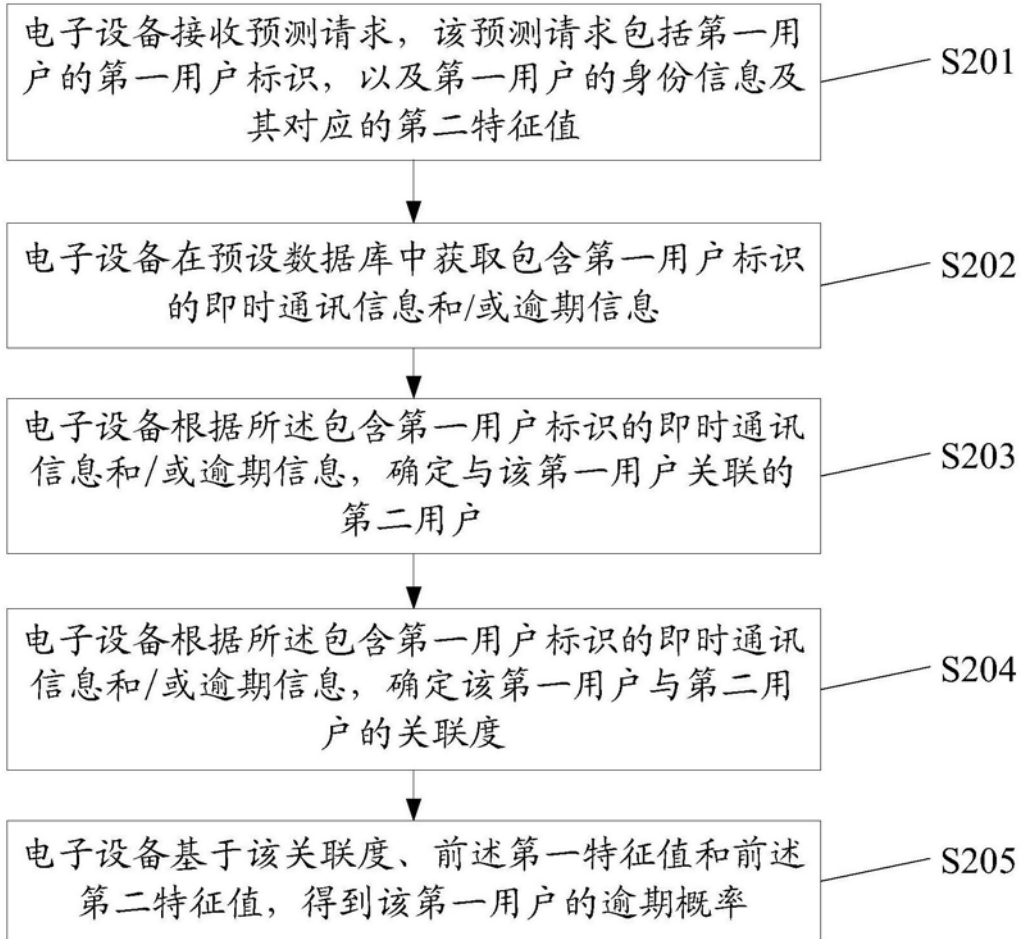 电子设备接收预测请求，该预测请求包括第一用
户的第一用户标识，以及第一用户的身份信息及
其对应的第二特征值
S201
电子设备在预设数据库中获取包含第一用户标识
的即时通讯信息和/或逾期信息
S202
电子设备根据所述包含第一用户标识的即时通讯
信息和/或逾期信息，确定与该第一用户关联的
第二用户
S203
电子设备根据所述包含第一用户标识的即时通讯
信息和/或逾期信息，确定该第一用户与第二用
户的关联度
S204
电子设备基于该关联度、前述第一特征值和前述
第二特征值，得到该第一用户的逾期概率
S205